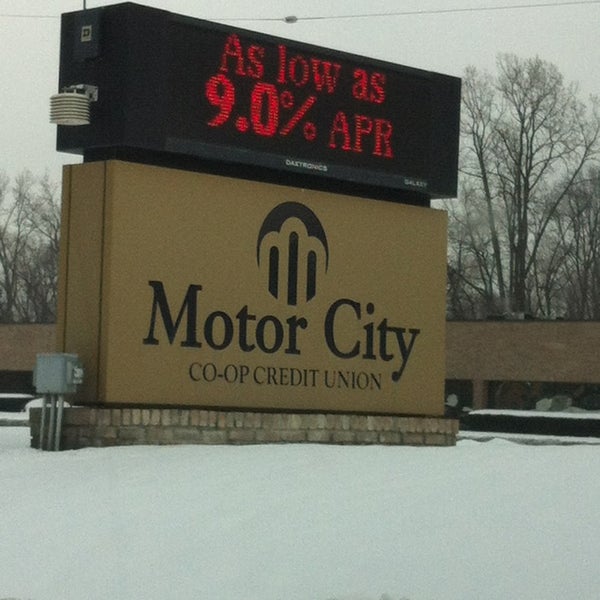 As low as
9.0% APR
DAKTRONICS
GALAXY
Motor City
CO-OP CREDIT UNION